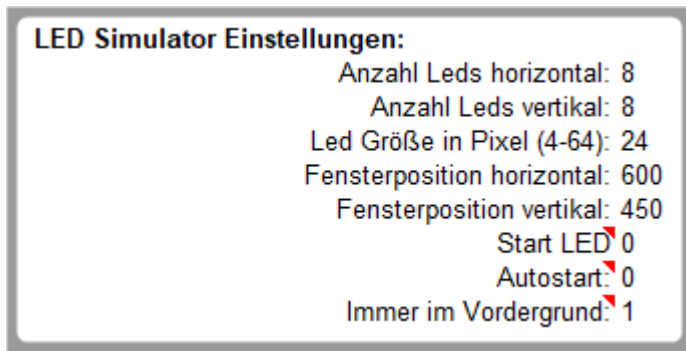 LED Simulator Einstellungen:
Anzahl Leds horizontal: 8
Anzahl Leds vertikal: 8
Led Größe in Pixel (4-64): 24
Fensterposition horizontal: 600
Fensterposition vertikal: 450
Start LED 0
Autostart: 0
Immer im Vordergrund: 1